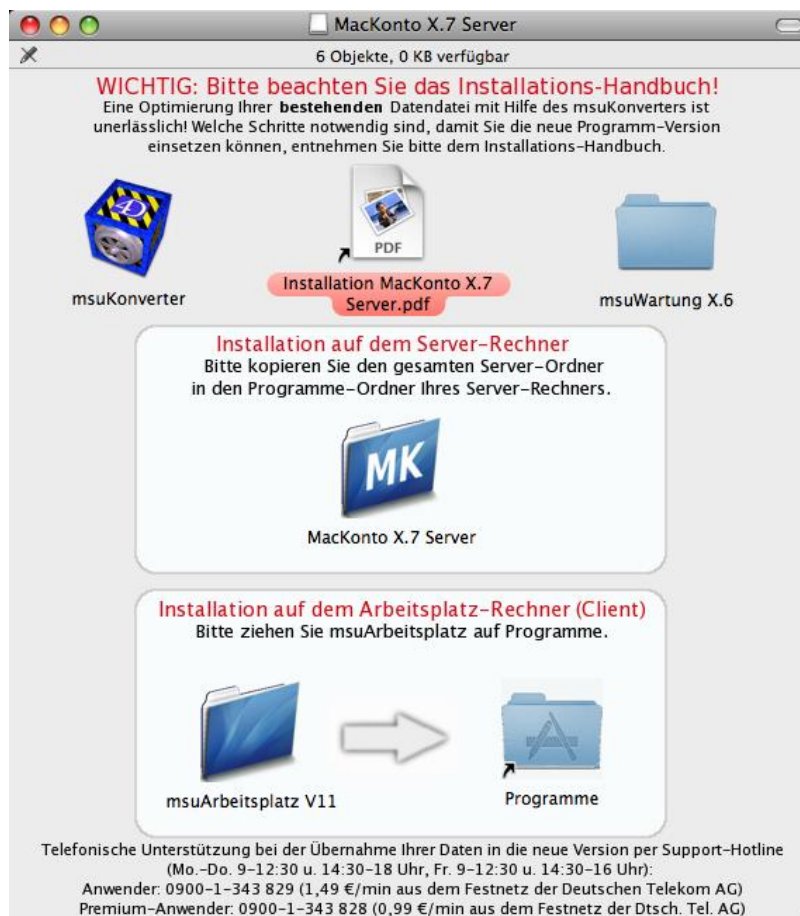 MacKonto X.7 Server
6 Objekte, 0 KB verfügbar
WICHTIG: Bitte beachten Sie das Installations-Handbuch!
Eine Optimierung Ihrer bestehenden Datendatei mit Hilfe des msuKonverters ist
unerlässlich! Welche Schritte notwendig sind, damit Sie die neue Programm-Version
einsetzen können, entnehmen Sie bitte dem Installations-Handbuch.
4D
PDF
msuKonverter
Installation MacKonto X.7
Server.pdf
msuWartung X.6
Installation auf dem Server-Rechner
Bitte kopieren Sie den gesamten Server-Ordner
in den Programme-Ordner Ihres Server-Rechners.
MK
MacKonto X.7 Server
Installation auf dem Arbeitsplatz-Rechner (Client)
Bitte ziehen Sie msuArbeitsplatz auf Programme.
msuArbeitsplatz V11
Programme
Telefonische Unterstützung bei der Übernahme Ihrer Daten in die neue Version per Support-Hotline
(Mo.-Do. 9-12:30 u. 14:30-18 Uhr, Fr. 9-12:30 u. 14:30-16 Uhr):
Anwender: 0900-1-343 829 (1,49 €/min aus dem Festnetz der Deutschen Telekom AG)
Premium-Anwender: 0900-1-343 828 (0,99 €/min aus dem Festnetz der Dtsch. Tel. AG)